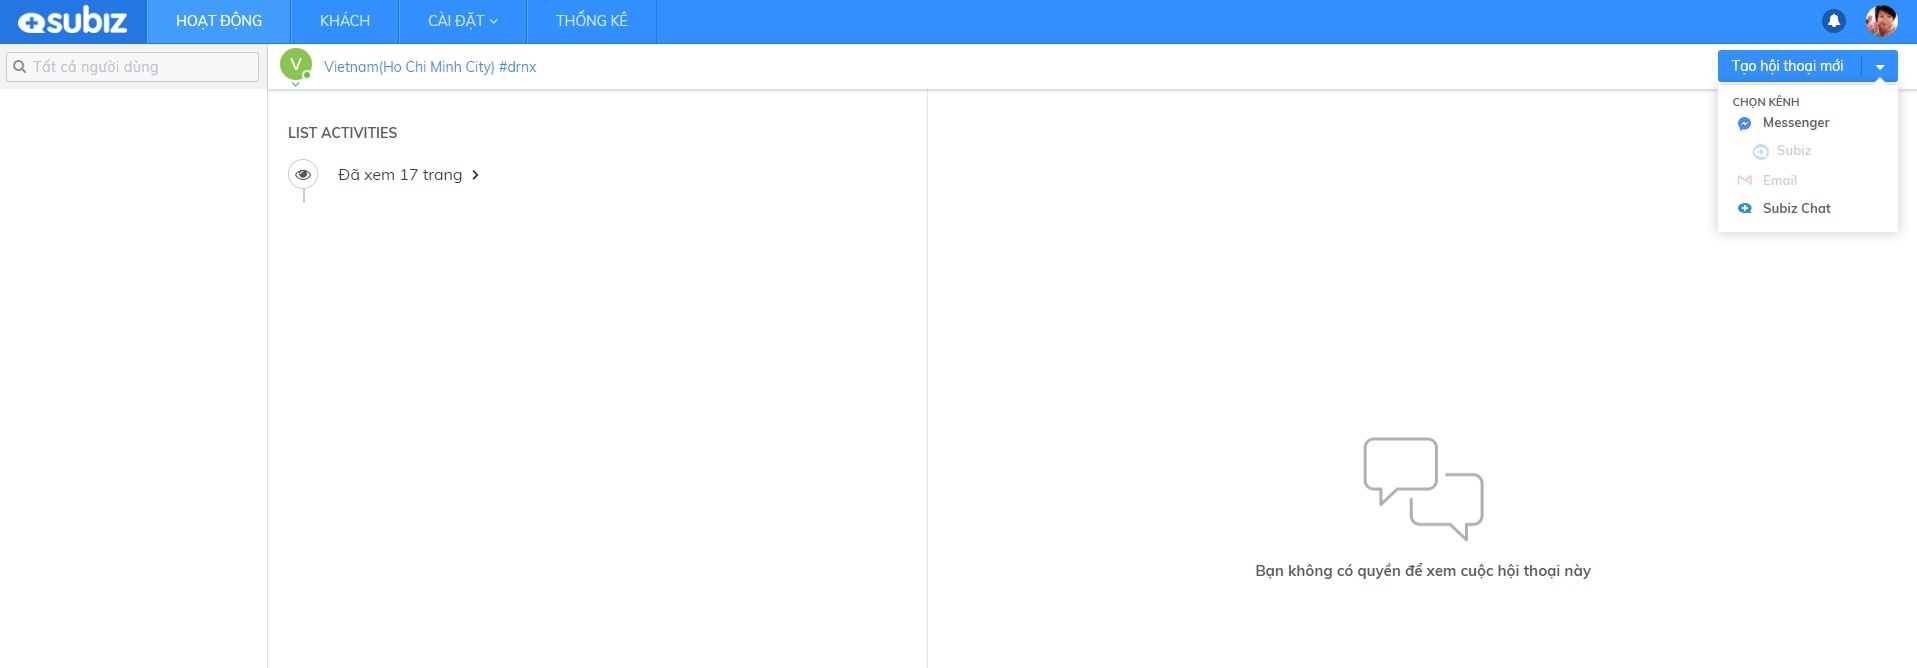 subiz
HOẠT ĐỘNG
KHÁCH
CÀI ĐẶT
THỐNG KÊ
Tất cả người dùng
V
Vietnam(Ho Chi Minh City) #drnx
Tạo hội thoại mới
CHỌN KÊNH
Messenger
Subiz
Email
Subiz Chat
LIST ACTIVITIES
Đã xem 17 trang
Bạn không có quyền để xem cuộc hội thoại này